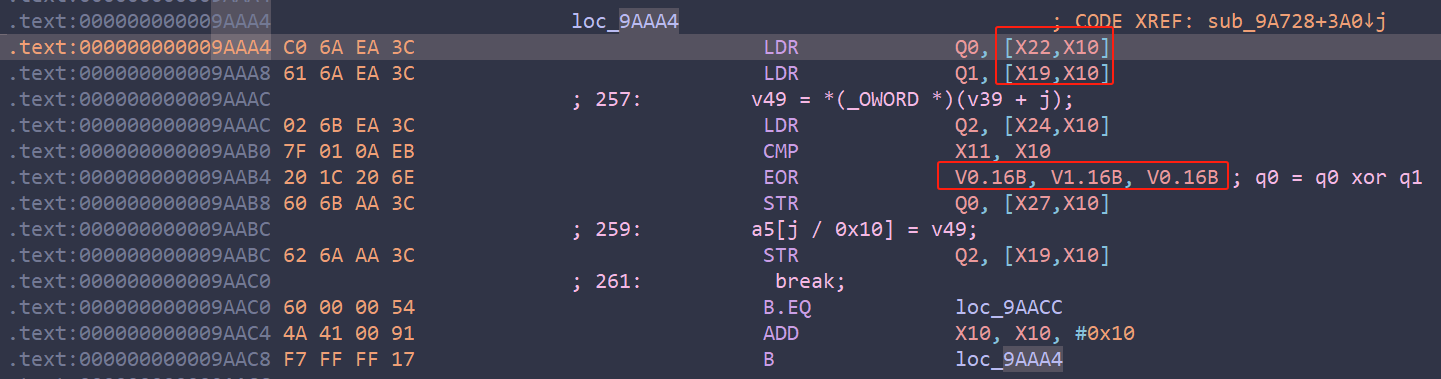 .text:000000000009AAA4 loc_9AAA4 ; CODE XREF: sub_9A728+3A0↓j
.text:000000000009AAA4 C0 6A EA 3C LDR Q0, [X22,X10]
.text:000000000009AAA8 61 6A EA 3C LDR Q1, [X19,X10]
.text:000000000009AAAC ; 257: v49 = *(_OWORD *)(v39 + j);
.text:000000000009AAAC 02 6B EA 3C LDR Q2, [X24,X10]
.text:000000000009AAB0 7F 01 0A EB CMP X11, X10
.text:000000000009AAB4 20 1C 20 6E EOR V0.16B, V1.16B, V0.16B ; q0 = q0 xor q1
.text:000000000009AAB8 60 6B AA 3C STR Q0, [X27,X10]
.text:000000000009AABC ; 259: a5[j / 0x10] = v49;
.text:000000000009AABC 62 6A AA 3C STR Q2, [X19,X10]
.text:000000000009AAC0 ; 261: break;
.text:000000000009AAC0 60 00 00 54 B.EQ loc_9AACC
.text:000000000009AAC4 4A 41 00 91 ADD X10, X10, #0x10
.text:000000000009AAC8 F7 FF FF 17 B loc_9AAA4